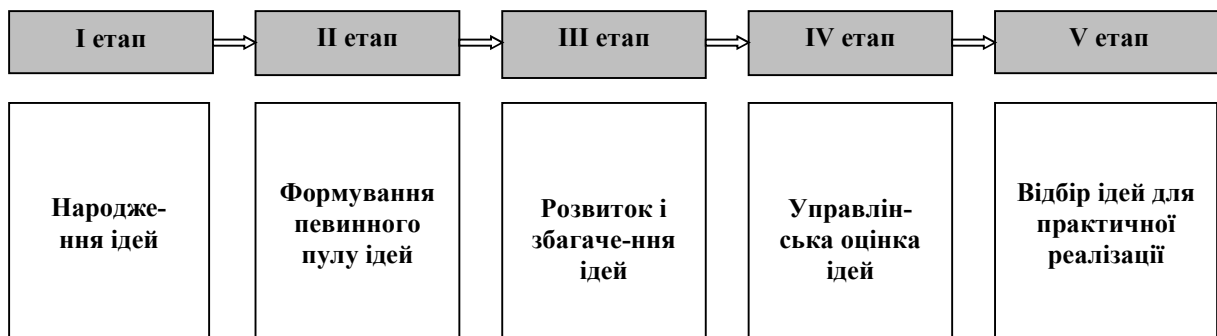 I етап
II етап
III етап
IV етап
V етап
Народже-
ння ідей
Формування
певинного
пулу ідей
Розвиток і
збагаче-ння
ідей
Управлін-
ська оцінка
ідей
Відбір ідей для
практичної
реалізації